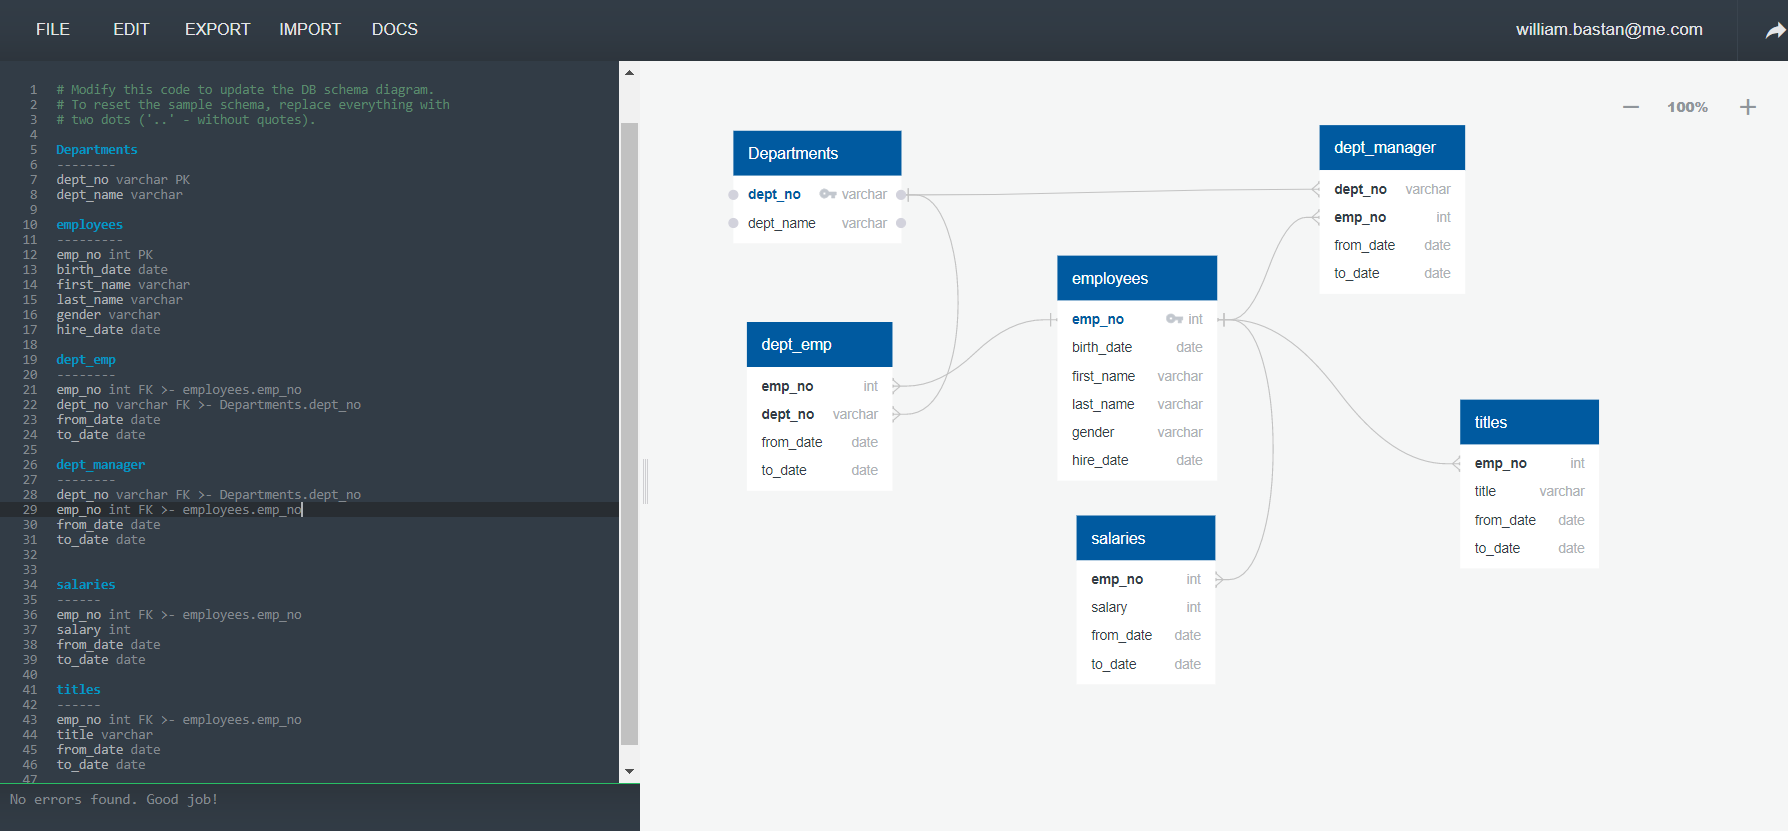 FILE EDIT EXPORT IMPORT DOCS william.bastan@me.com
1 # Modify this code to update the DB schema diagram.
2 # To reset the sample schema, replace everything with
3 # two dots ('..' - without quotes).
4
5 Departments
6 --------
7 dept_no varchar PK
8 dept_name varchar
9
10 employees
11 ---------
12 emp_no int PK
13 birth_date date
14 first_name varchar
15 last_name varchar
16 gender varchar
17 hire_date date
18
19 dept_emp
20 --------
21 emp_no int FK >- employees.emp_no
22 dept_no varchar FK >- Departments.dept_no
23 from_date date
24 to_date date
25
26 dept_manager
27 --------
28 dept_no varchar FK >- Departments.dept_no
29 emp_no int FK >- employees.emp_no
30 from_date date
31 to_date date
32
33
34 salaries
35 ------
36 emp_no int FK >- employees.emp_no
37 salary int
38 from_date date
39 to_date date
40
41 titles
42 ------
43 emp_no int FK >- employees.emp_no
44 title varchar
45 from_date date
46 to_date date
47
No errors found. Good job!
100%
Departments
dept_no varchar
dept_name varchar
dept_manager
dept_no varchar
emp_no int
from_date date
to_date date
employees
emp_no int
birth_date date
first_name varchar
last_name varchar
gender varchar
hire_date date
dept_emp
emp_no int
dept_no varchar
from_date date
to_date date
titles
emp_no int
title varchar
from_date date
to_date date
salaries
emp_no int
salary int
from_date date
to_date date